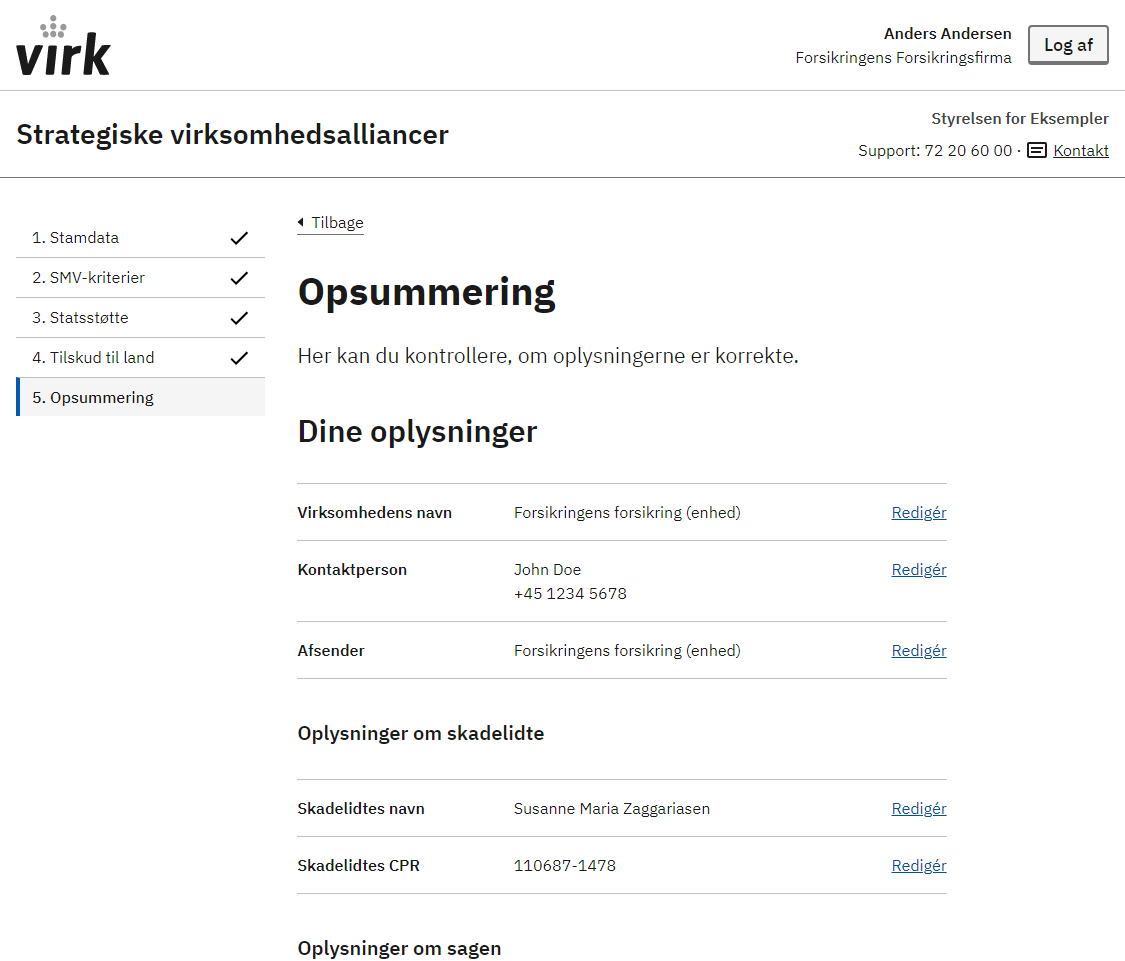 virk
Anders Andersen
Forsikringens Forsikringsfirma
Log af
Strategiske virksomhedsalliancer
Styrelsen for Eksempler
Support: 72 20 60 00 · Kontakt
1. Stamdata
2. SMV-kriterier
3. Statsstøtte
4. Tilskud til land
5. Opsummering
Tilbage
Opsummering
Her kan du kontrollere, om oplysningerne er korrekte.
Dine oplysninger
Virksomhedens navn Forsikringens forsikring (enhed) Redigér
Kontaktperson John Doe Redigér
+45 1234 5678
Afsender Forsikringens forsikring (enhed) Redigér
Oplysninger om skadelidte
Skadelidtes navn Susanne Maria Zaggariasen Redigér
Skadelidtes CPR 110687-1478 Redigér
Oplysninger om sagen